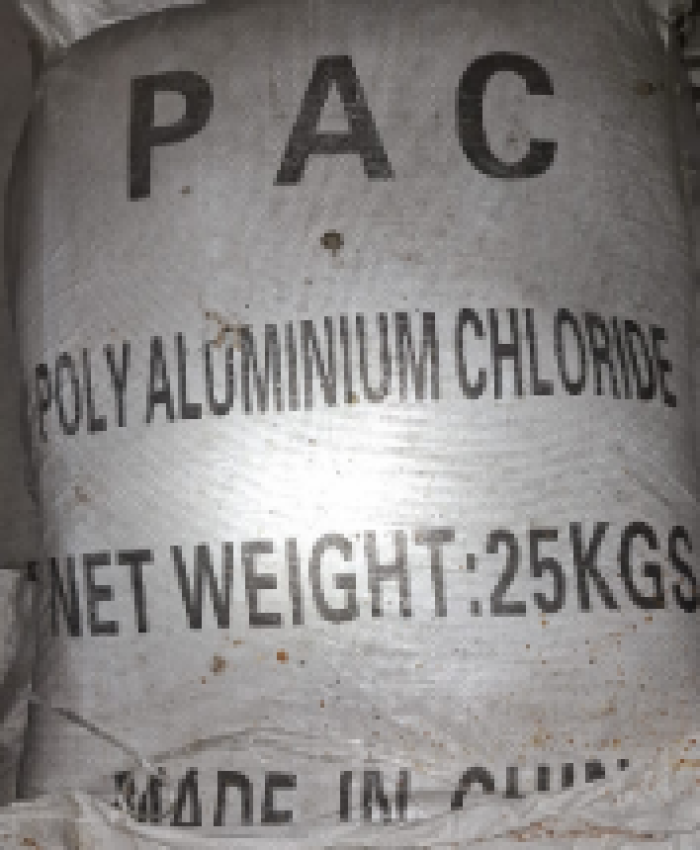 PAC
POLY ALUMINIUM CHLORIDE
NET WEIGHT:25KGS
MADE IN